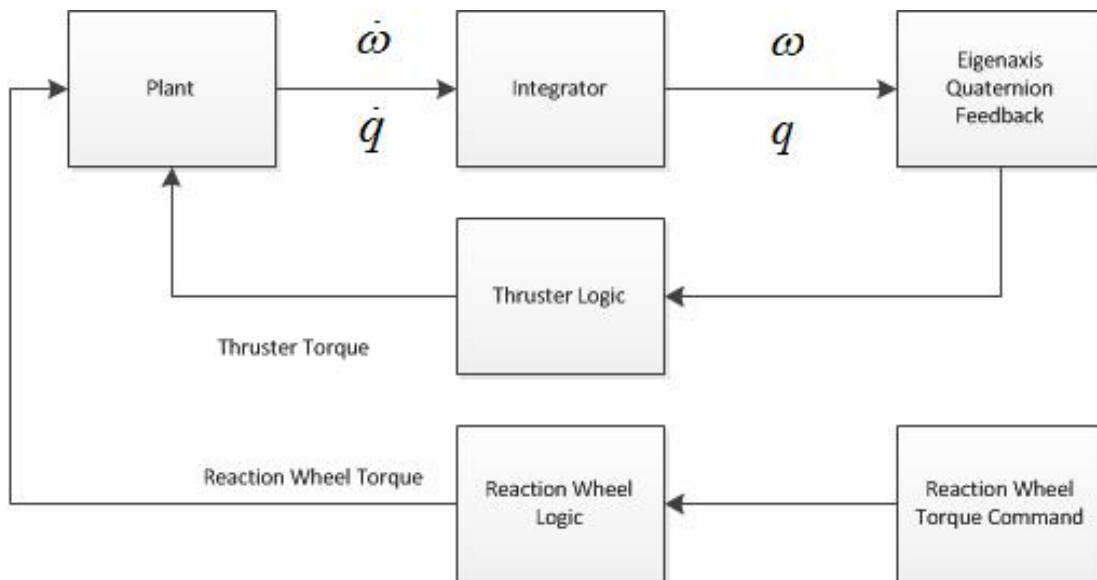 Plant
ω̇
q̇
Integrator
ω
q
Eigenaxis
Quaternion
Feedback
Thruster Logic
Thruster Torque
Reaction Wheel Torque
Reaction Wheel
Logic
Reaction Wheel
Torque Command